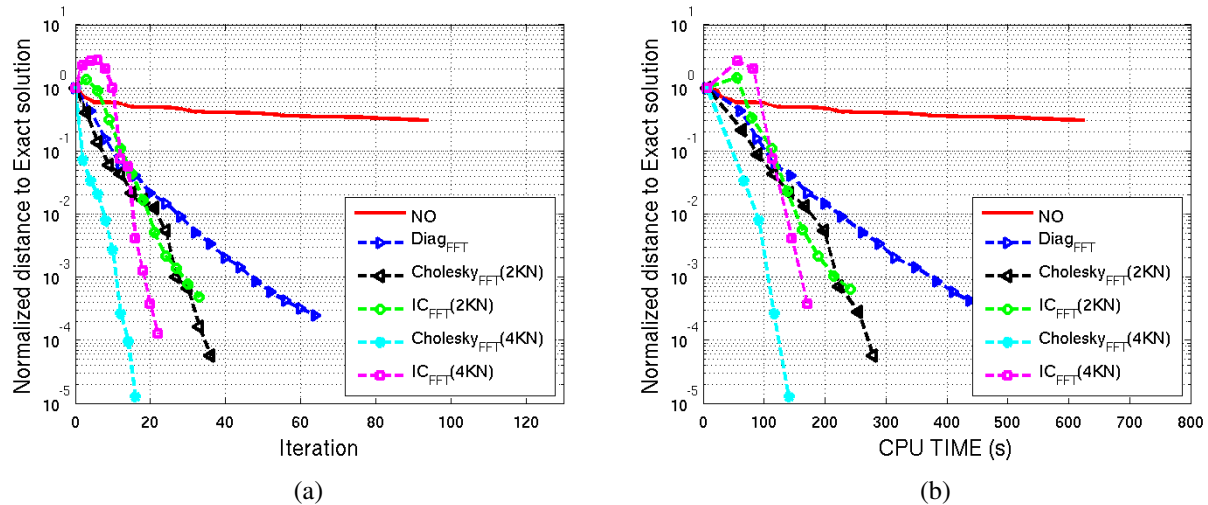 Normalized distance to Exact solution
10^1
10^0
10^-1
10^-2
10^-3
10^-4
10^-5
0 20 40 60 80 100 120
Iteration
NO
Diag_FFT
Cholesky_FFT(2KN)
IC_FFT(2KN)
Cholesky_FFT(4KN)
IC_FFT(4KN)
(a)
Normalized distance to Exact solution
10^1
10^0
10^-1
10^-2
10^-3
10^-4
10^-5
0 100 200 300 400 500 600 700 800
CPU TIME (s)
NO
Diag_FFT
Cholesky_FFT(2KN)
IC_FFT(2KN)
Cholesky_FFT(4KN)
IC_FFT(4KN)
(b)